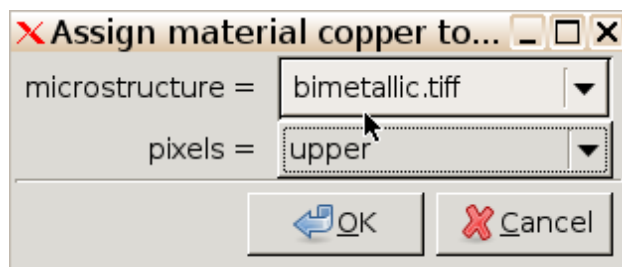 Assign material copper to...
microstructure = bimetallic.tiff
pixels = upper
OK Cancel